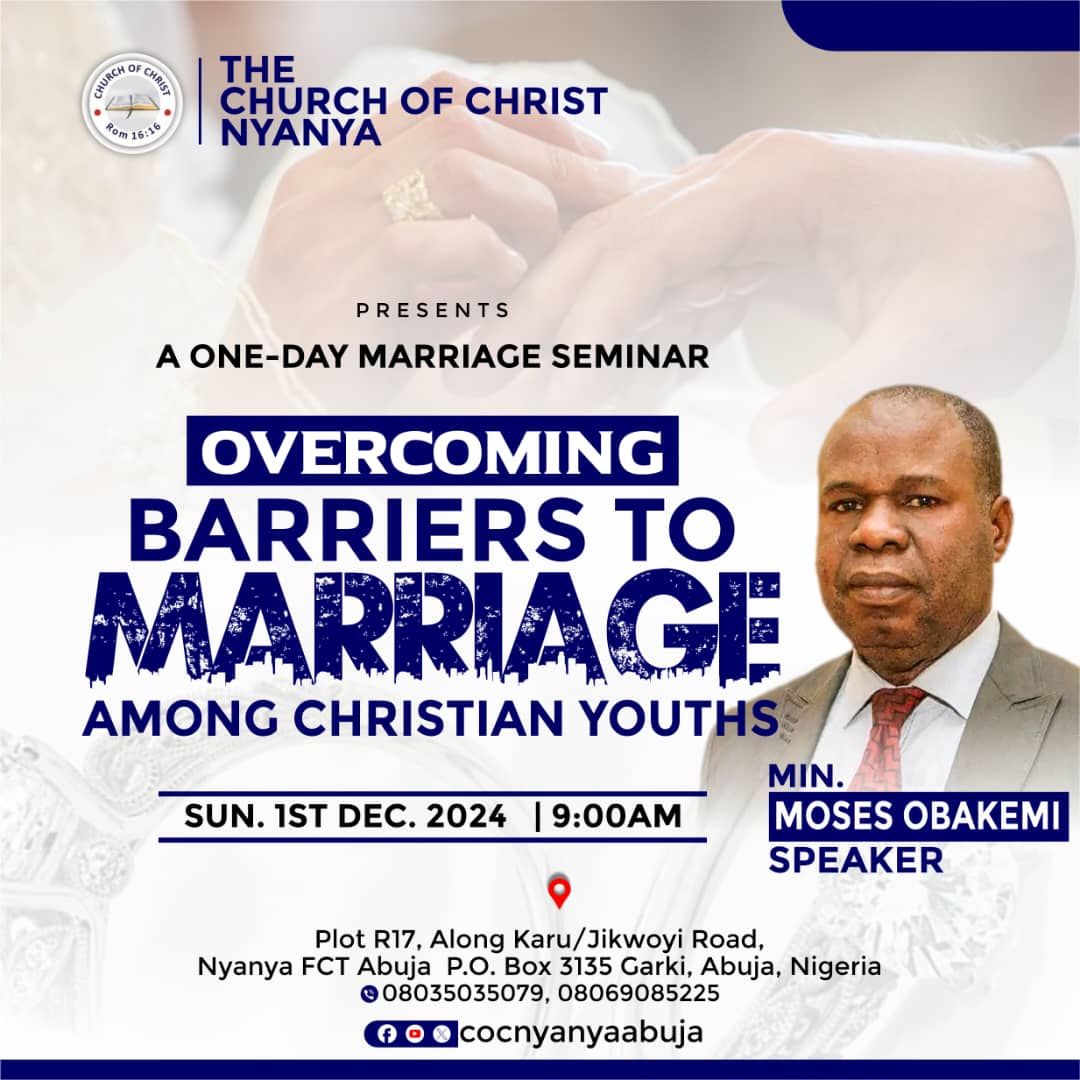 CHURCH OF CHRIST
Rom 16:16
THE
CHURCH OF CHRIST
NYANYA
PRESENTS
A ONE-DAY MARRIAGE SEMINAR
OVERCOMING
BARRIERS TO
MARRIAGE
AMONG CHRISTIAN YOUTHS
SUN. 1ST DEC. 2024 | 9:00AM
MIN.
MOSES OBAKEMI
SPEAKER
Plot R17, Along Karu/Jikwoyi Road,
Nyanya FCT Abuja P.O. Box 3135 Garki, Abuja, Nigeria
08035035079, 08069085225
cocnyanyaabuja